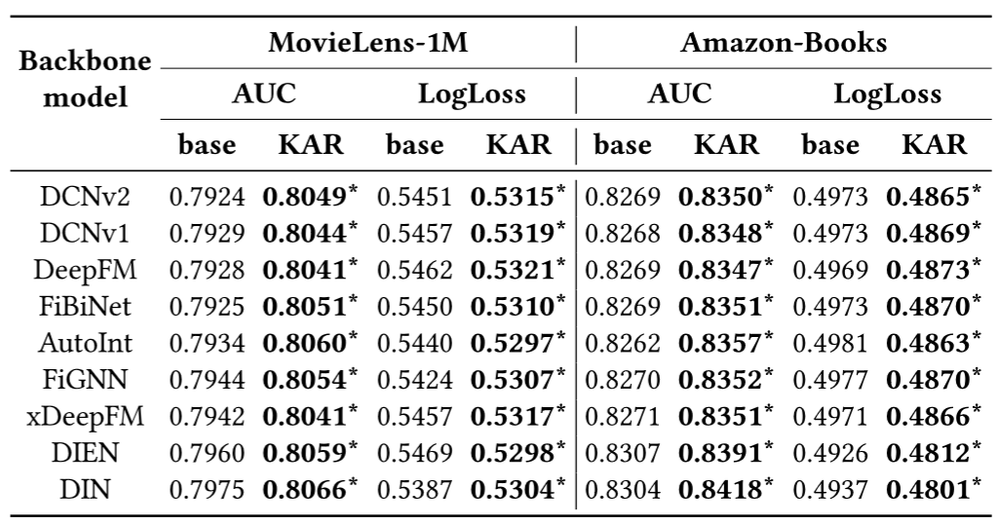 Backbone model MovieLens-1M Amazon-Books
AUC LogLoss AUC LogLoss
base KAR base KAR base KAR base KAR
DCNv2 0.7924 0.8049* 0.5451 0.5315* 0.8269 0.8350* 0.4973 0.4865*
DCNv1 0.7929 0.8044* 0.5457 0.5319* 0.8268 0.8348* 0.4973 0.4869*
DeepFM 0.7928 0.8041* 0.5462 0.5321* 0.8269 0.8347* 0.4969 0.4873*
FiBiNet 0.7925 0.8051* 0.5450 0.5310* 0.8269 0.8351* 0.4973 0.4870*
AutoInt 0.7934 0.8060* 0.5440 0.5297* 0.8262 0.8357* 0.4981 0.4863*
FiGNN 0.7944 0.8054* 0.5424 0.5307* 0.8270 0.8352* 0.4977 0.4870*
xDeepFM 0.7942 0.8041* 0.5457 0.5317* 0.8271 0.8351* 0.4971 0.4866*
DIEN 0.7960 0.8059* 0.5469 0.5298* 0.8307 0.8391* 0.4926 0.4812*
DIN 0.7975 0.8066* 0.5387 0.5304* 0.8304 0.8418* 0.4937 0.4801*